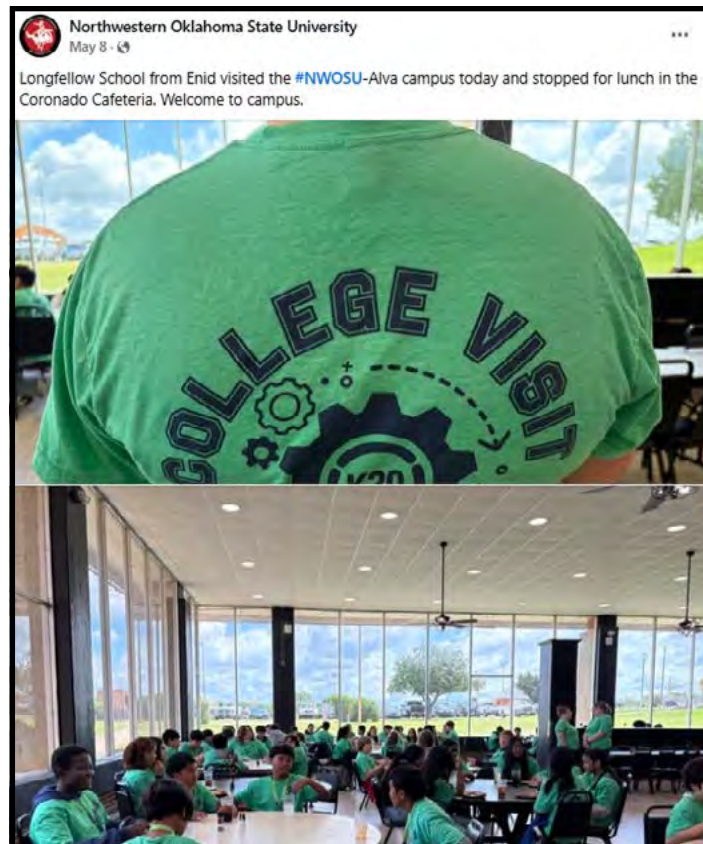 Northwestern Oklahoma State University
May 8 ·
Longfellow School from Enid visited the #NWOSU-Alva campus today and stopped for lunch in the
Coronado Cafeteria. Welcome to campus.
COLLEGE VISIT